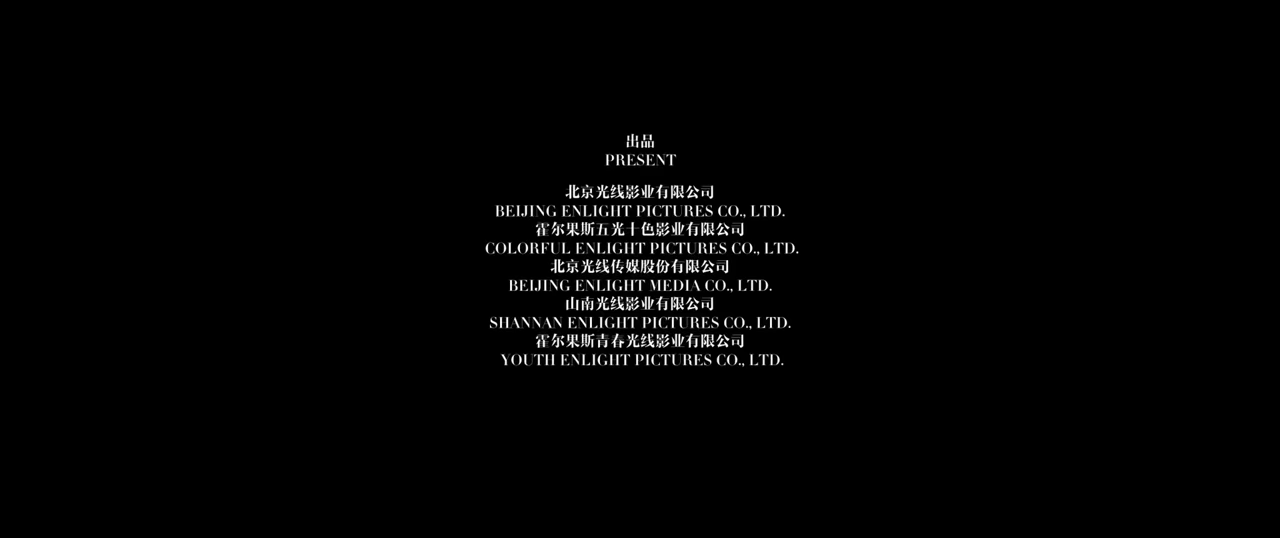 出品
PRESENT
北京光线影业有限公司
BEIJING ENLIGHT PICTURES CO., LTD.
霍尔果斯五光十色影业有限公司
COLORFUL ENLIGHT PICTURES CO., LTD.
北京光线传媒股份有限公司
BEIJING ENLIGHT MEDIA CO., LTD.
山南光线影业有限公司
SHANNAN ENLIGHT PICTURES CO., LTD.
霍尔果斯青春光线影业有限公司
YOUTH ENLIGHT PICTURES CO., LTD.